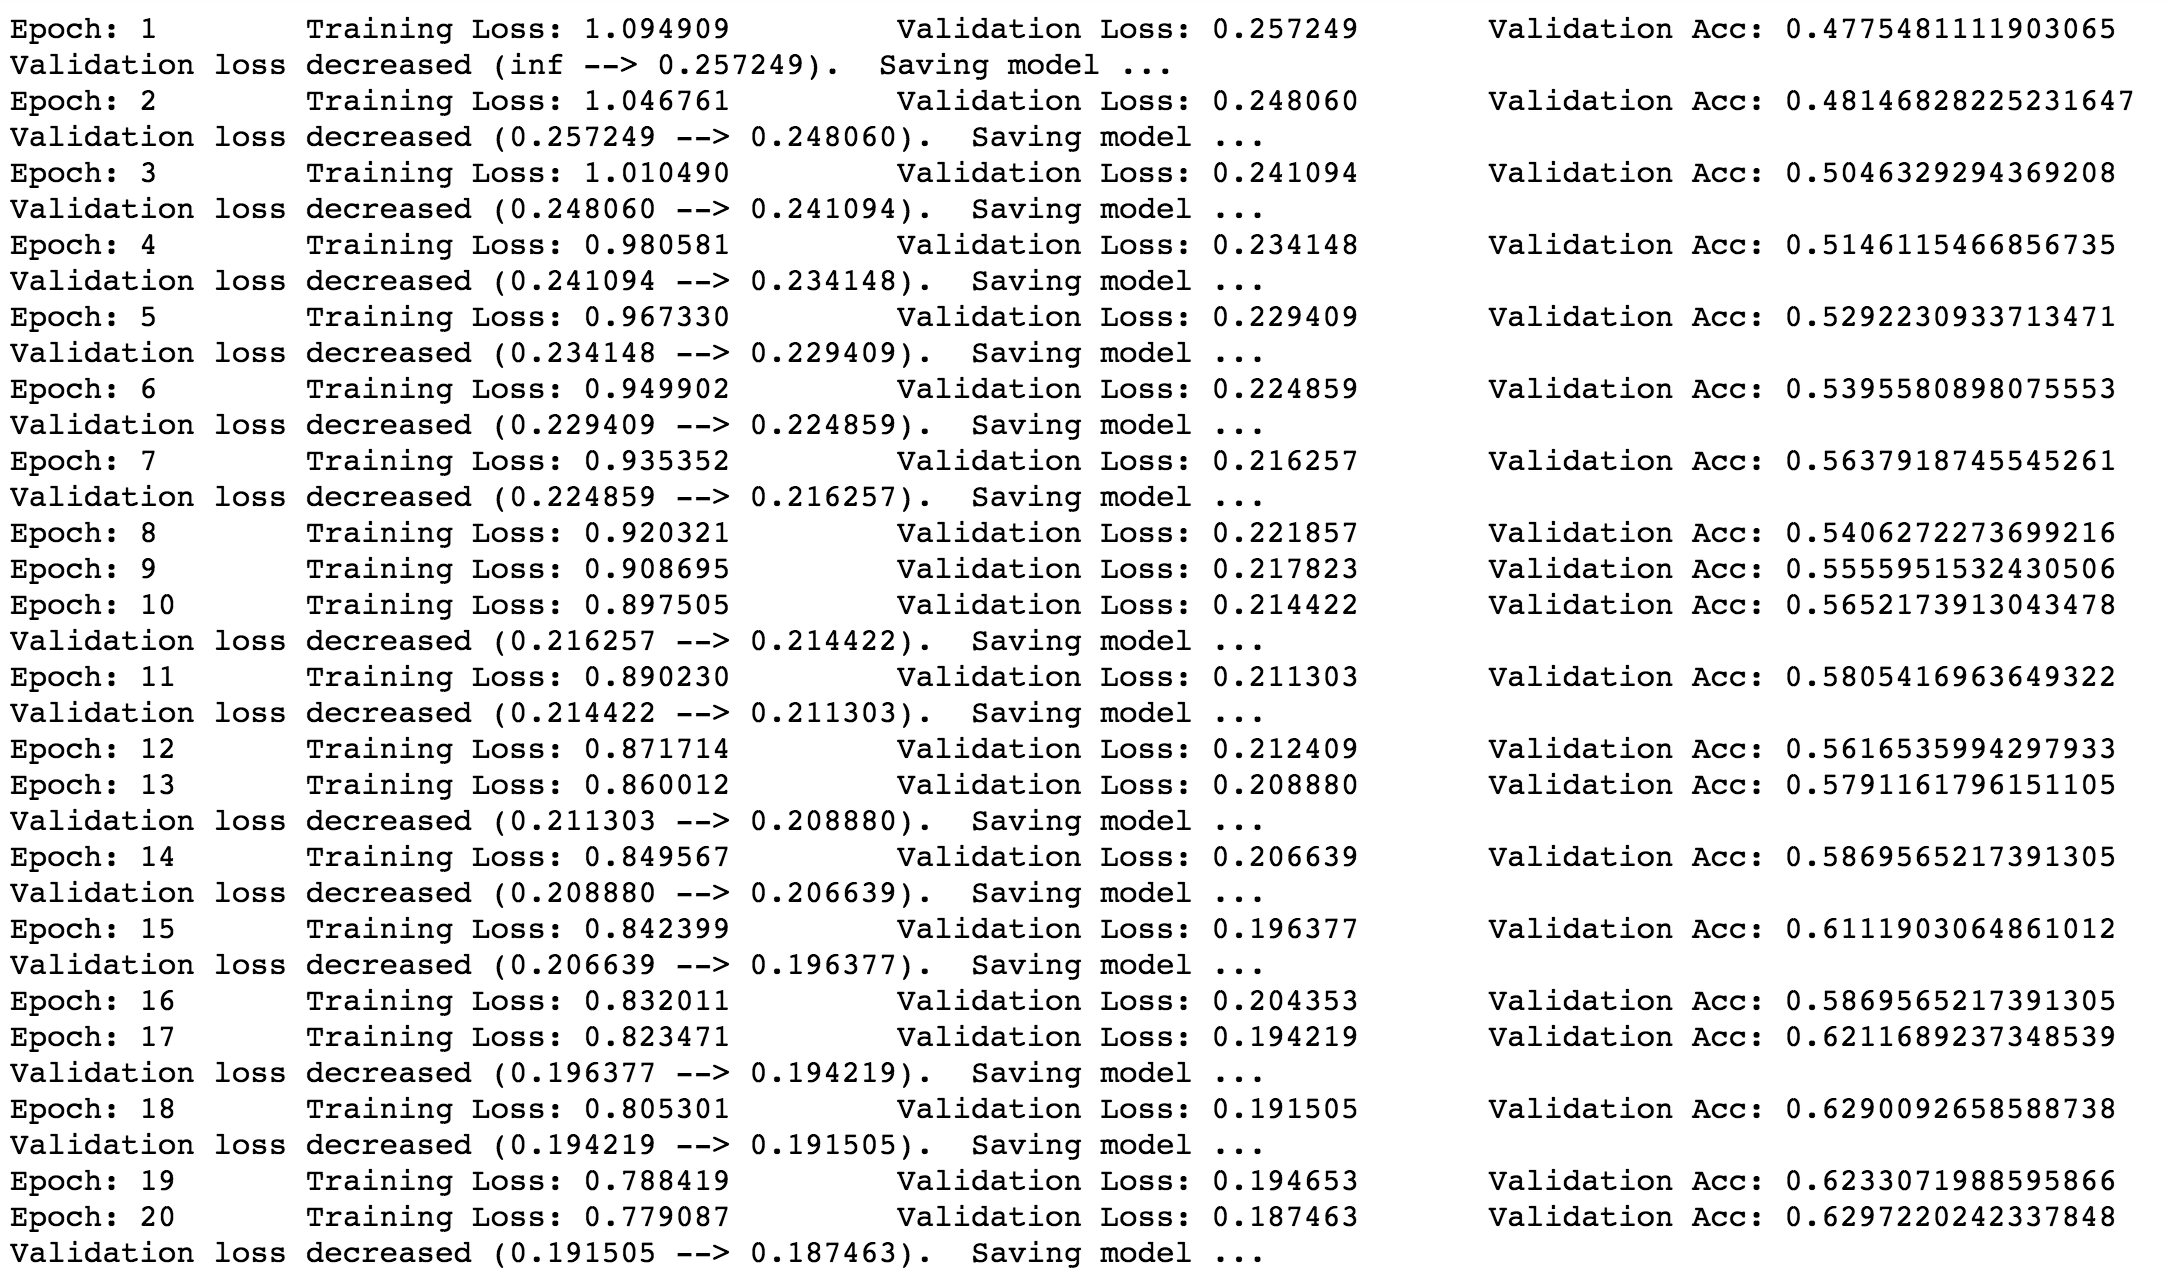 Epoch: 1 Training Loss: 1.094909 Validation Loss: 0.257249 Validation Acc: 0.4775481111903065
Validation loss decreased (inf --> 0.257249). Saving model ...
Epoch: 2 Training Loss: 1.046761 Validation Loss: 0.248060 Validation Acc: 0.48146828225231647
Validation loss decreased (0.257249 --> 0.248060). Saving model ...
Epoch: 3 Training Loss: 1.010490 Validation Loss: 0.241094 Validation Acc: 0.5046329294369208
Validation loss decreased (0.248060 --> 0.241094). Saving model ...
Epoch: 4 Training Loss: 0.980581 Validation Loss: 0.234148 Validation Acc: 0.5146115466856735
Validation loss decreased (0.241094 --> 0.234148). Saving model ...
Epoch: 5 Training Loss: 0.967330 Validation Loss: 0.229409 Validation Acc: 0.5292230933713471
Validation loss decreased (0.234148 --> 0.229409). Saving model ...
Epoch: 6 Training Loss: 0.949902 Validation Loss: 0.224859 Validation Acc: 0.5395580898075553
Validation loss decreased (0.229409 --> 0.224859). Saving model ...
Epoch: 7 Training Loss: 0.935352 Validation Loss: 0.216257 Validation Acc: 0.5637918745545261
Validation loss decreased (0.224859 --> 0.216257). Saving model ...
Epoch: 8 Training Loss: 0.920321 Validation Loss: 0.221857 Validation Acc: 0.5406272273699216
Epoch: 9 Training Loss: 0.908695 Validation Loss: 0.217823 Validation Acc: 0.5555951532430506
Epoch: 10 Training Loss: 0.897505 Validation Loss: 0.214422 Validation Acc: 0.5652173913043478
Validation loss decreased (0.216257 --> 0.214422). Saving model ...
Epoch: 11 Training Loss: 0.890230 Validation Loss: 0.211303 Validation Acc: 0.5805416963649322
Validation loss decreased (0.214422 --> 0.211303). Saving model ...
Epoch: 12 Training Loss: 0.871714 Validation Loss: 0.212409 Validation Acc: 0.5616535994297933
Epoch: 13 Training Loss: 0.860012 Validation Loss: 0.208880 Validation Acc: 0.5791161796151105
Validation loss decreased (0.211303 --> 0.208880). Saving model ...
Epoch: 14 Training Loss: 0.849567 Validation Loss: 0.206639 Validation Acc: 0.5869565217391305
Validation loss decreased (0.208880 --> 0.206639). Saving model ...
Epoch: 15 Training Loss: 0.842399 Validation Loss: 0.196377 Validation Acc: 0.6111903064861012
Validation loss decreased (0.206639 --> 0.196377). Saving model ...
Epoch: 16 Training Loss: 0.832011 Validation Loss: 0.204353 Validation Acc: 0.5869565217391305
Epoch: 17 Training Loss: 0.823471 Validation Loss: 0.194219 Validation Acc: 0.6211689237348539
Validation loss decreased (0.196377 --> 0.194219). Saving model ...
Epoch: 18 Training Loss: 0.805301 Validation Loss: 0.191505 Validation Acc: 0.6290092658588738
Validation loss decreased (0.194219 --> 0.191505). Saving model ...
Epoch: 19 Training Loss: 0.788419 Validation Loss: 0.194653 Validation Acc: 0.6233071988595866
Epoch: 20 Training Loss: 0.779087 Validation Loss: 0.187463 Validation Acc: 0.6297220242337848
Validation loss decreased (0.191505 --> 0.187463). Saving model ...